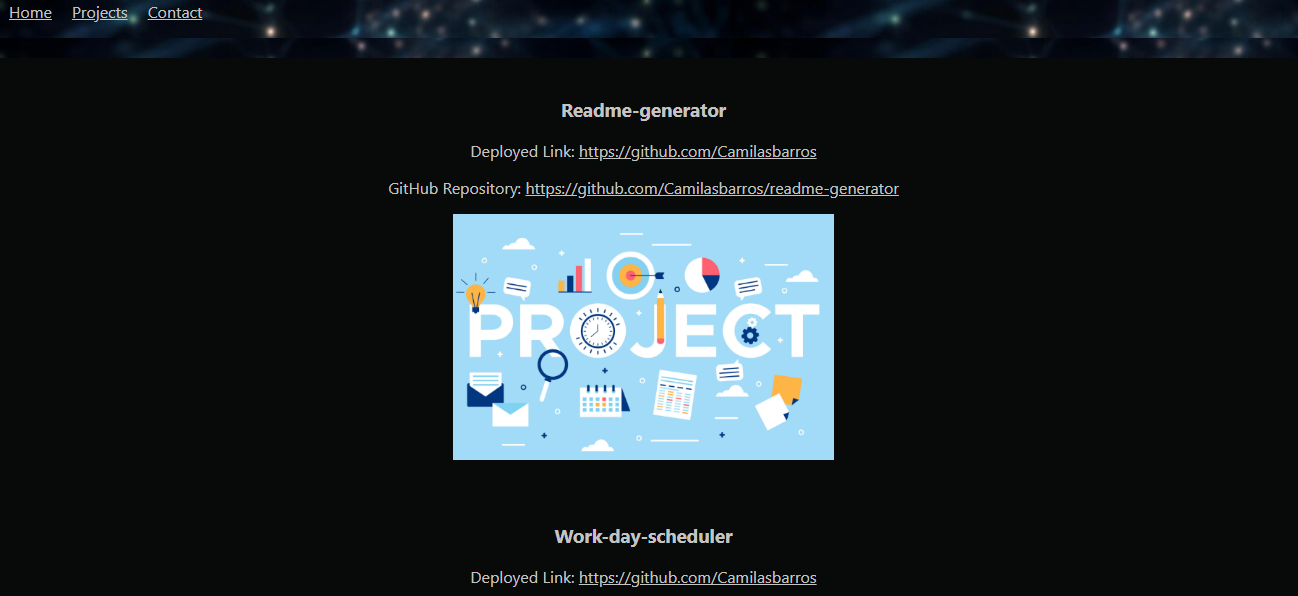 Home Projects Contact
Readme-generator
Deployed Link: https://github.com/Camilasbarros
GitHub Repository: https://github.com/Camilasbarros/readme-generator
PROJECT
Work-day-scheduler
Deployed Link: https://github.com/Camilasbarros